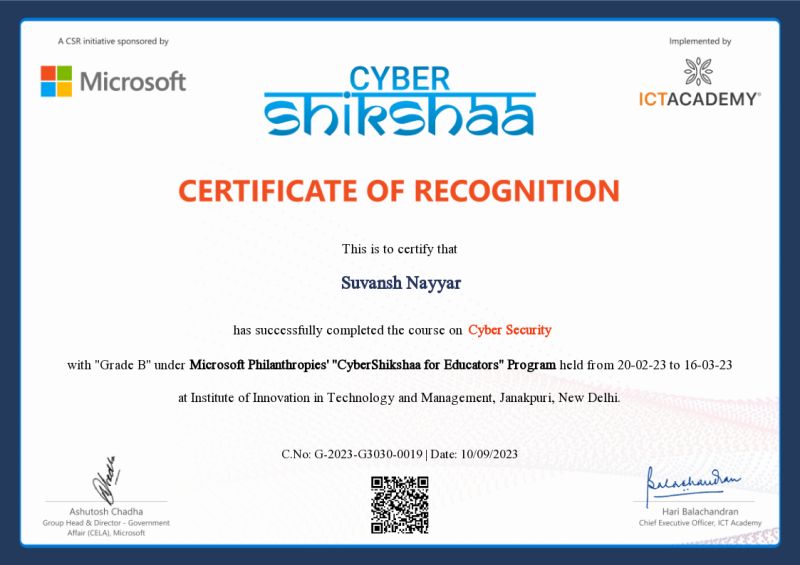 A CSR initiative sponsored by
Implemented by
Microsoft
CYBER
shikshaa
ICTACADEMY®
CERTIFICATE OF RECOGNITION
This is to certify that
Suvansh Nayyar
has successfully completed the course on Cyber Security
with "Grade B" under Microsoft Philanthropies' "CyberShikshaa for Educators" Program held from 20-02-23 to 16-03-23
at Institute of Innovation in Technology and Management, Janakpuri, New Delhi.
C.No: G-2023-G3030-0019 | Date: 10/09/2023
Balachandran
Ashutosh Chadha
Group Head & Director - Government
Affair (CELA), Microsoft
Hari Balachandran
Chief Executive Officer, ICT Academy